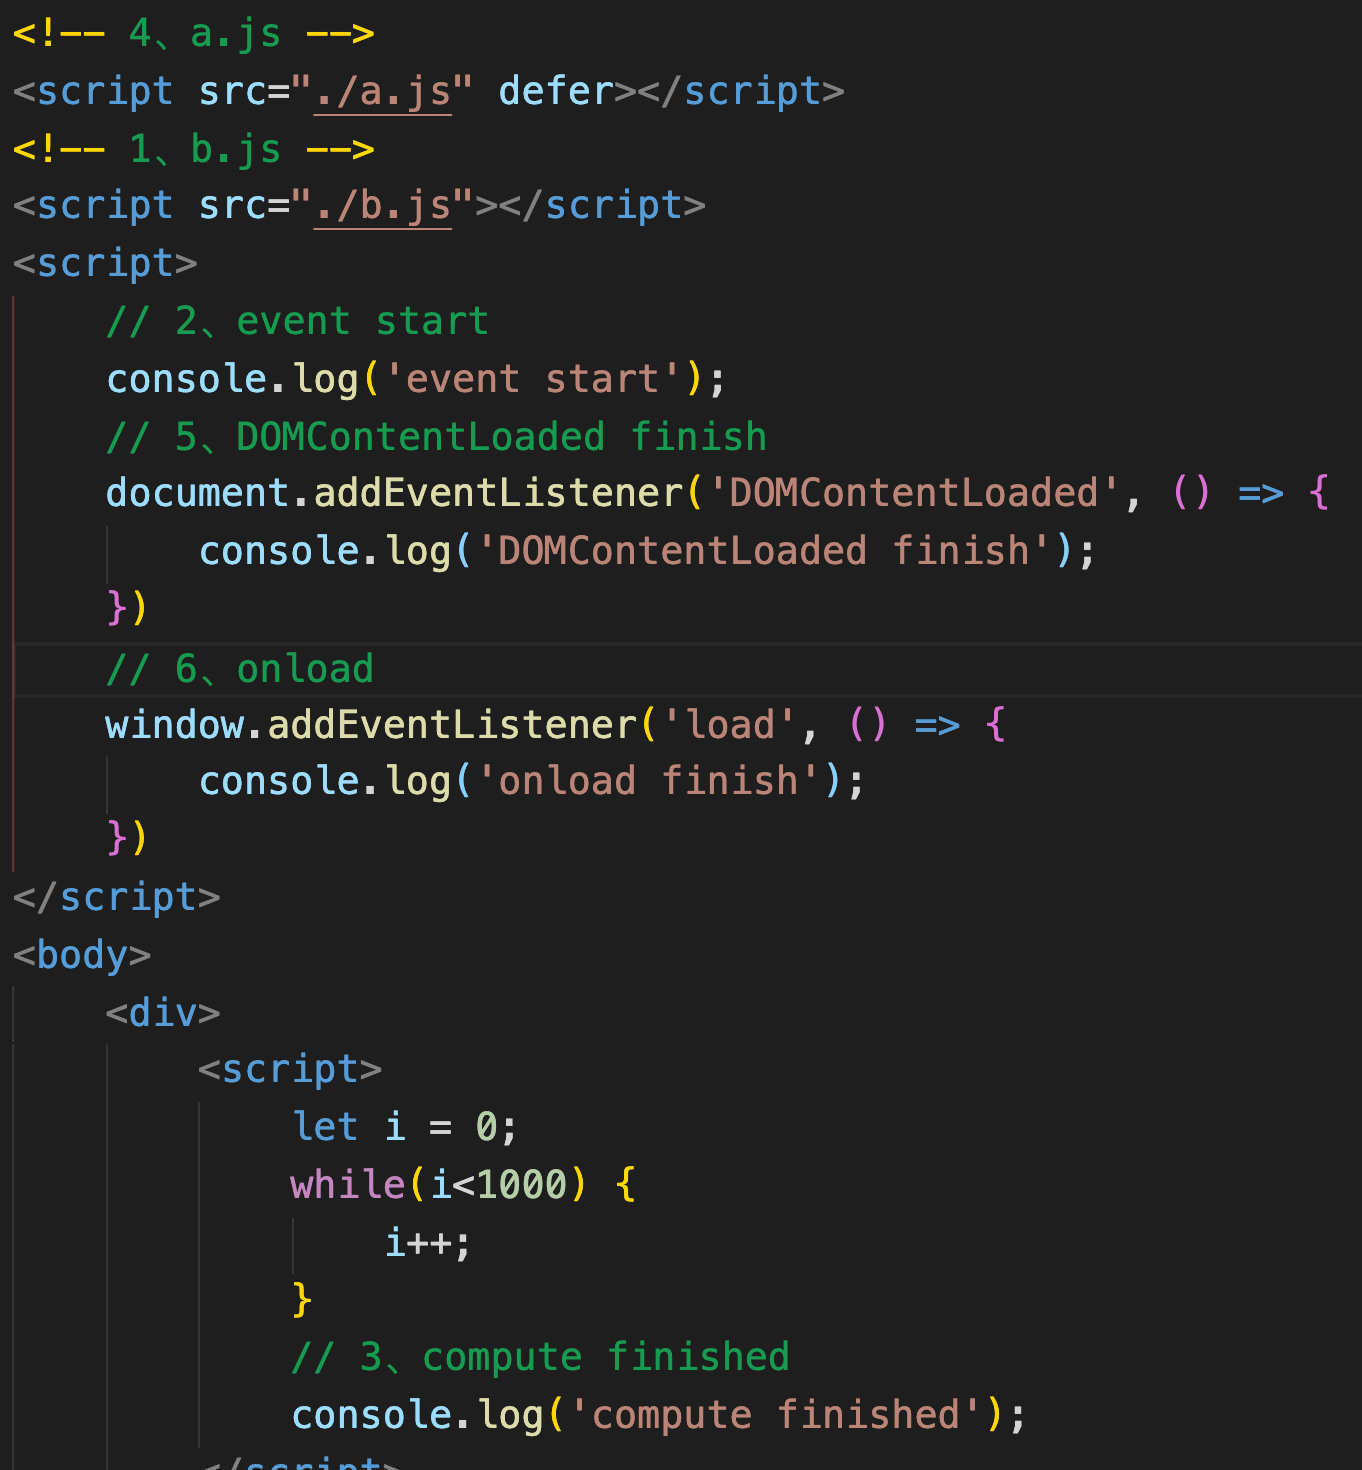 <!-- 4、a.js -->
<script src="./a.js" defer></script>
<!-- 1、b.js -->
<script src="./b.js"></script>
<script>
    // 2、event start
    console.log('event start');
    // 5、DOMContentLoaded finish
    document.addEventListener('DOMContentLoaded', () => {
        console.log('DOMContentLoaded finish');
    })
    // 6、onload
    window.addEventListener('load', () => {
        console.log('onload finish');
    })
</script>
<body>
    <div>
        <script>
            let i = 0;
            while(i<1000) {
                i++;
            }
            // 3、compute finished
            console.log('compute finished');
        </script>